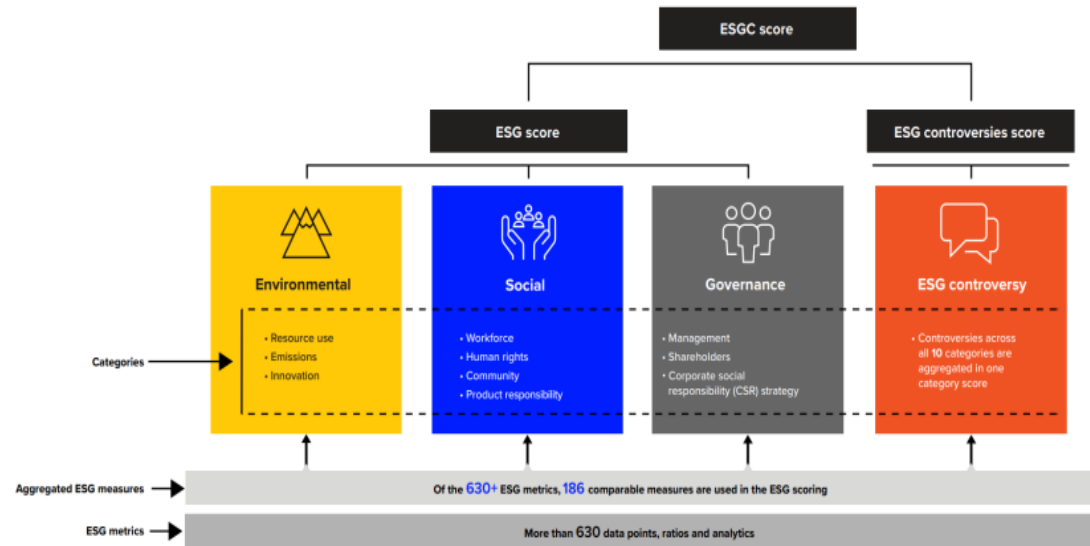 ESGC score
ESG score
ESG controversies score
Environmental
Social
Governance
ESG controversy
Categories
• Resource use
• Emissions
• Innovation
• Workforce
• Human rights
• Community
• Product responsibility
• Management
• Shareholders
• Corporate social
responsibility (CSR) strategy
• Controversies across
all 10 categories are
aggregated in one
category score
Aggregated ESG measures
Of the 630+ ESG metrics, 186 comparable measures are used in the ESG scoring
ESG metrics
More than 630 data points, ratios and analytics